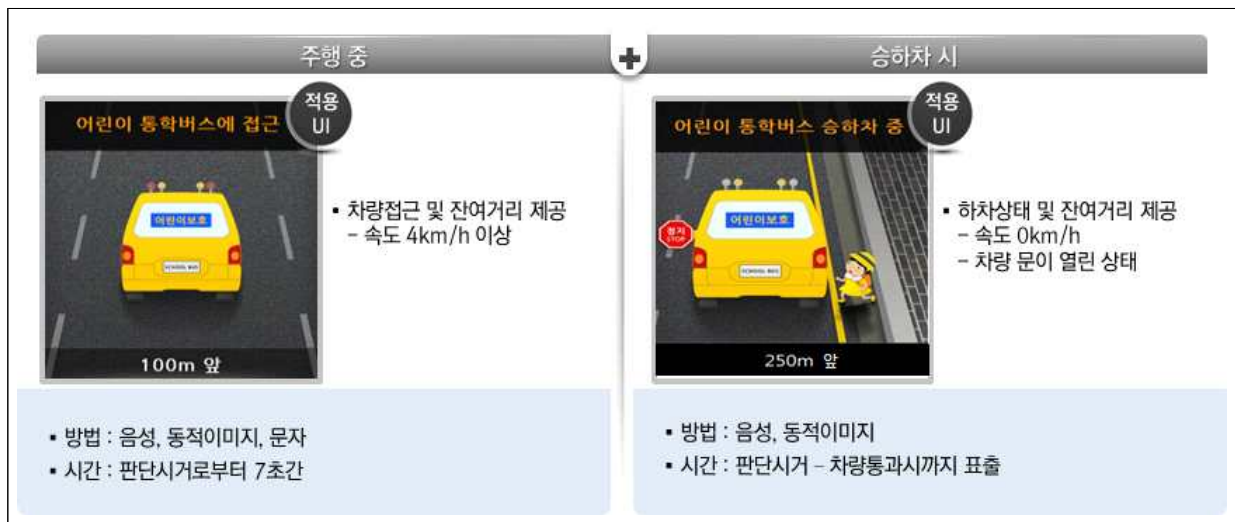 주행 중
적용
UI
어린이 통학버스에 접근
어린이보호
SCHOOL BUS
100m 앞
▪ 차량접근 및 잔여거리 제공
– 속도 4km/h 이상
▪ 방법 : 음성, 동적이미지, 문자
▪ 시간 : 판단시거로부터 7초간
승하차 시
적용
UI
어린이 통학버스 승하차 중
어린이보호
정지
STOP
SCHOOL BUS
250m 앞
▪ 하차상태 및 잔여거리 제공
– 속도 0km/h
– 차량 문이 열린 상태
▪ 방법 : 음성, 동적이미지
▪ 시간 : 판단시거 – 차량통과시까지 표출